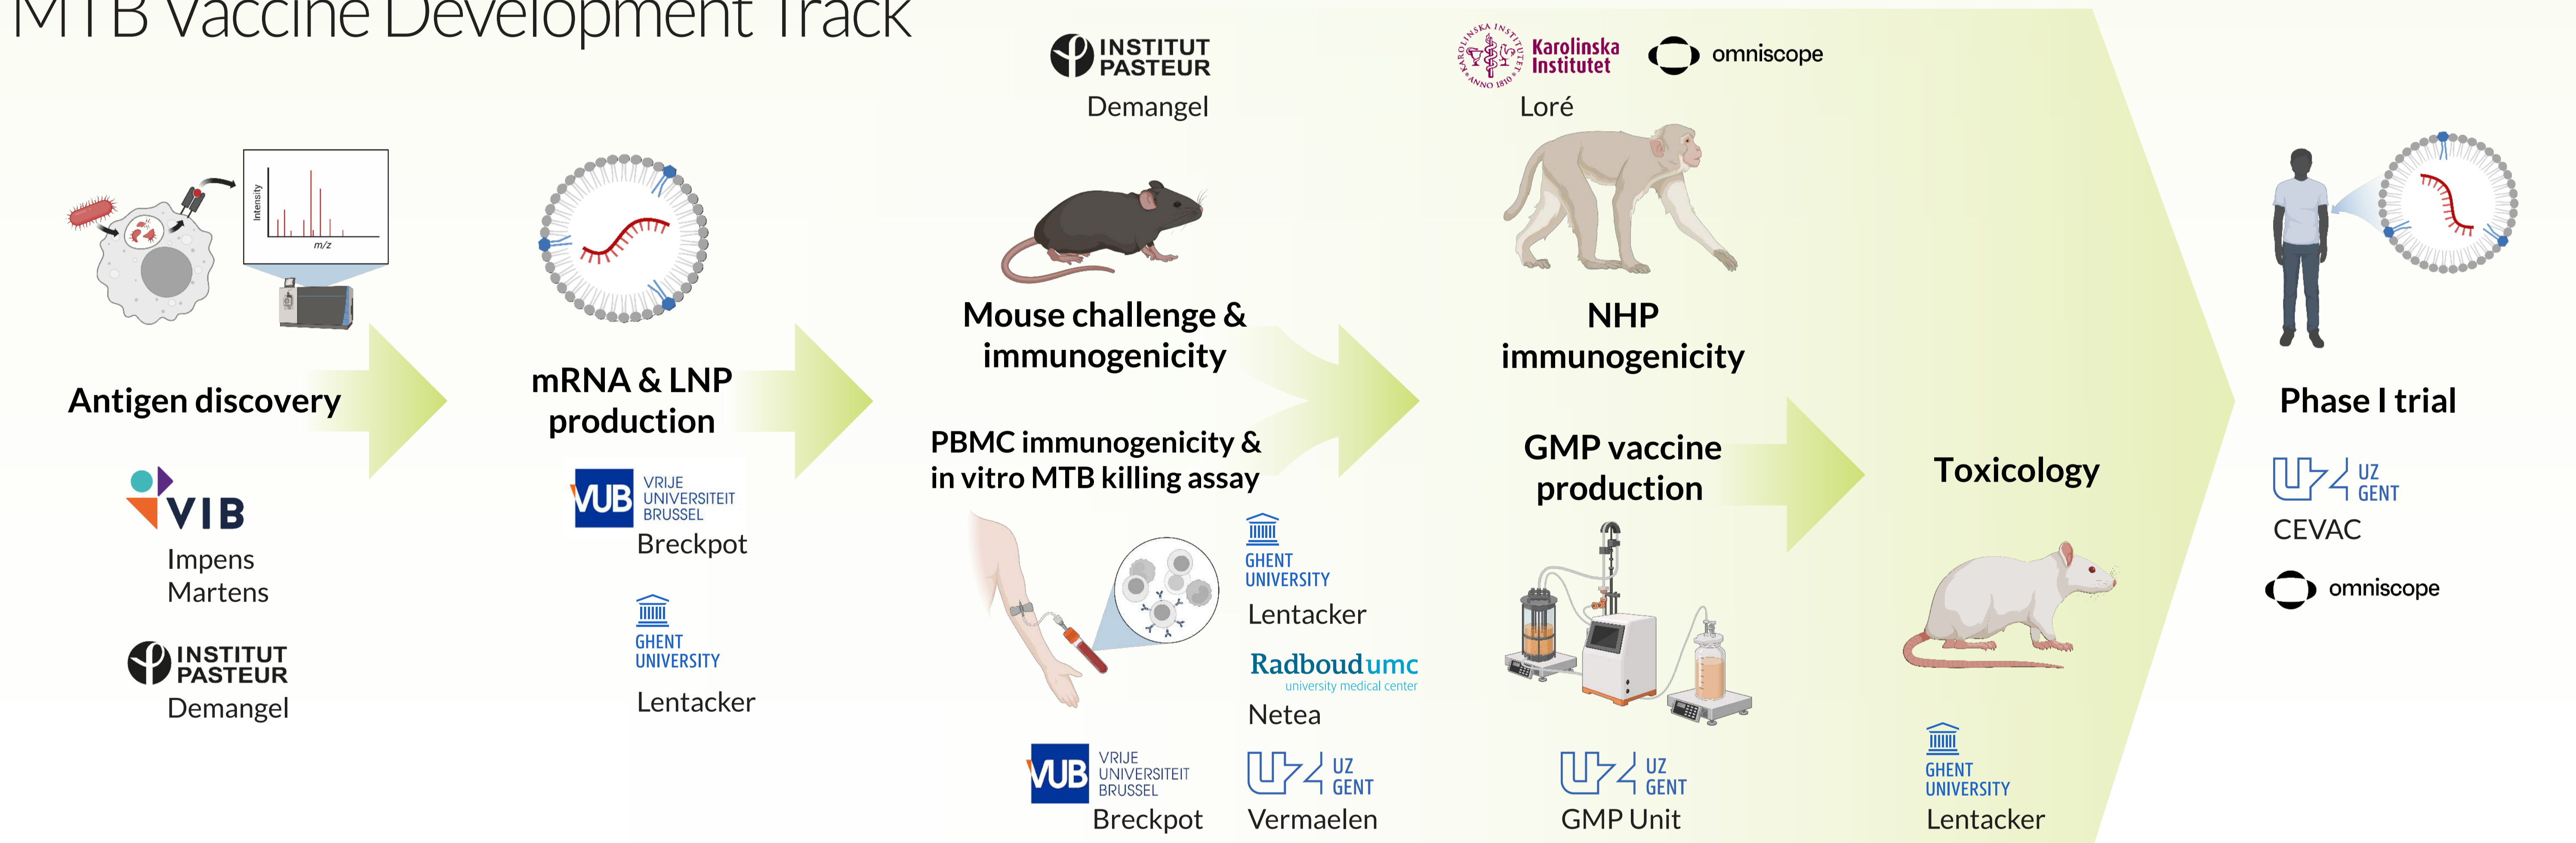 MTB Vaccine Development Track
Intensity
m/z
Antigen discovery
VIB
Impens
Martens
INSTITUT
PASTEUR
Demangel
mRNA & LNP
production
VUB
VRIJE
UNIVERSITEIT
BRUSSEL
Breckpot
GHENT
UNIVERSITY
Lentacker
INSTITUT
PASTEUR
Demangel
Mouse challenge &
immunogenicity
PBMC immunogenicity &
in vitro MTB killing assay
GHENT
UNIVERSITY
Lentacker
Radboudumc
university medical center
Netea
VUB
VRIJE
UNIVERSITEIT
BRUSSEL
Breckpot
UZ
GENT
Vermaelen
KAROLINSKA INSTITUTET
ANNO 1810
Karolinska
Institutet
Loré
omniscope
NHP
immunogenicity
GMP vaccine
production
UZ
GENT
GMP Unit
Toxicology
GHENT
UNIVERSITY
Lentacker
Phase I trial
UZ
GENT
CEVAC
omniscope